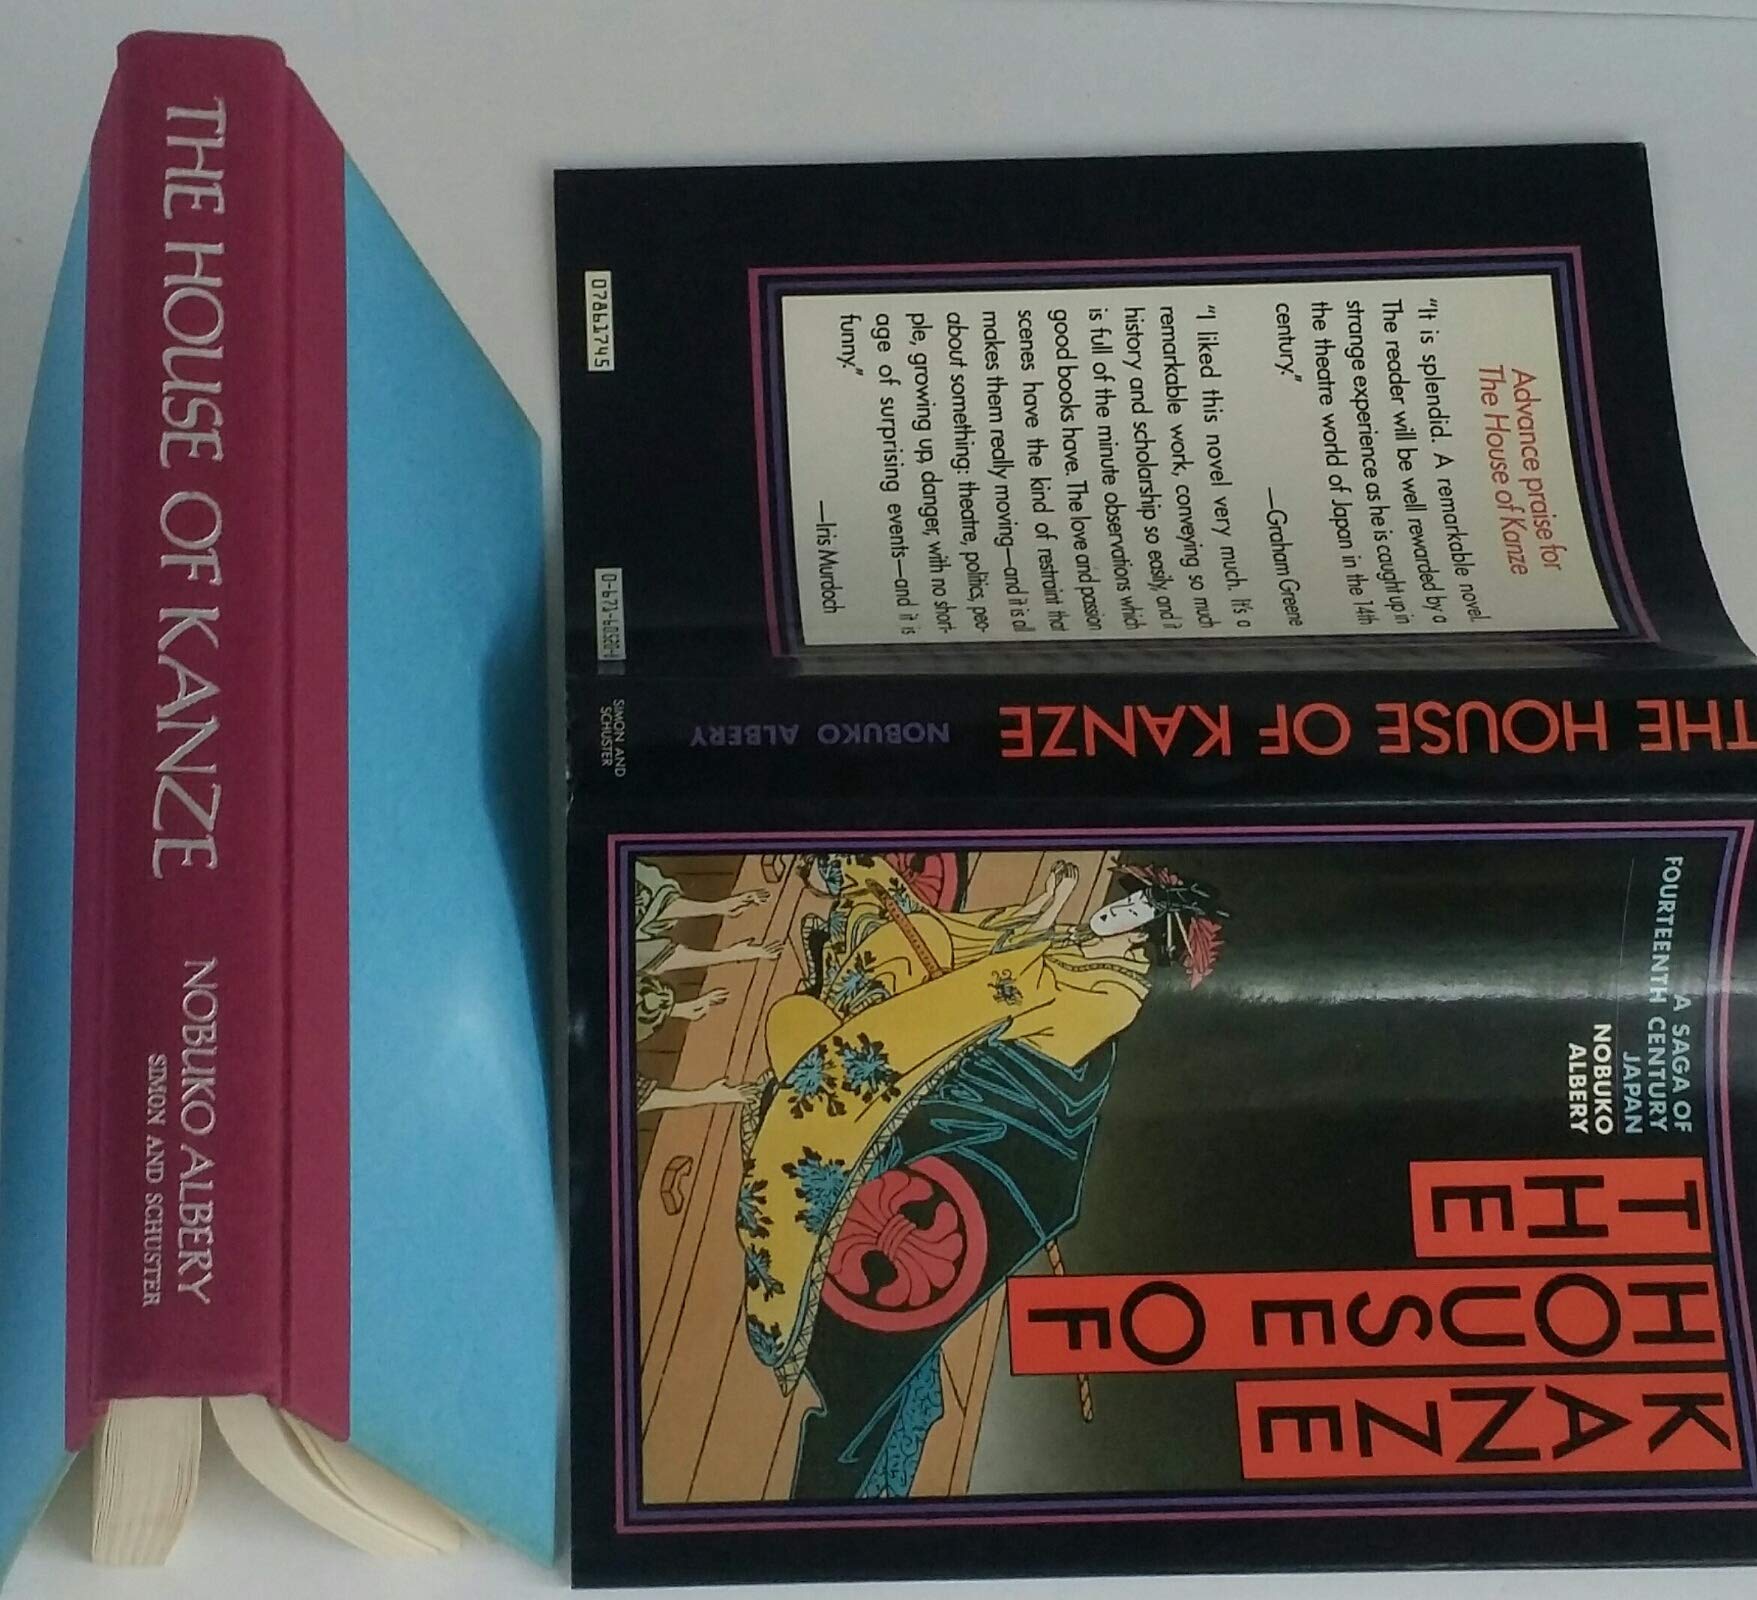 THE HOUSE OF KANZE NOBUKO ALBERY
SIMON AND SCHUSTER
Advance praise for
The House of Kanze
"It is splendid. A remarkable novel.
The reader will be well rewarded by a
strange experience as he is caught up in
the theatre world of Japan in the 14th
century."
—Graham Greene
"I liked this novel very much. It's a
remarkable work, conveying so much
history and scholarship so easily, and it
is full of the minute observations which
good books have. The love and passion
scenes have the kind of restraint that
makes them really moving—and it is all
about something: theatre, politics, peo-
ple, growing up, danger, with no short-
age of surprising events—and it is
funny."
—Iris Murdoch
07861745
0-671-60520-1
THE HOUSE OF KANZE NOBUKO ALBERY
SIMON AND
SCHUSTER
A SAGA OF
FOURTEENTH CENTURY
JAPAN
NOBUKO
ALBERY
THE
HOUSE
OF
KANZE